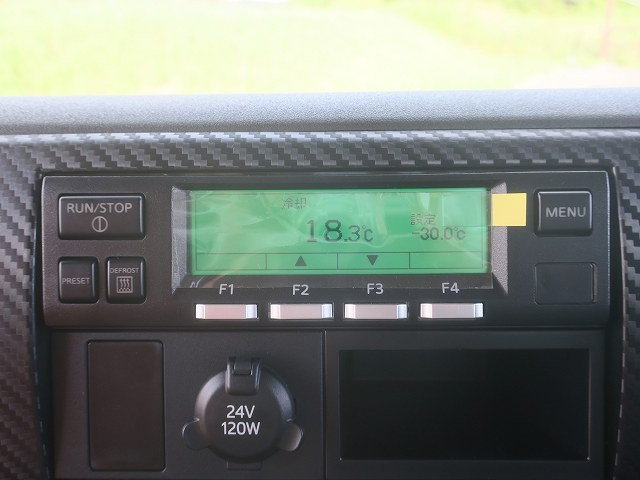 RUN/STOP
冷却
18.3℃
設定
-30.0℃
MENU
▲ ▼
PRESET
DEFROST
F1 F2 F3 F4
24V
120W